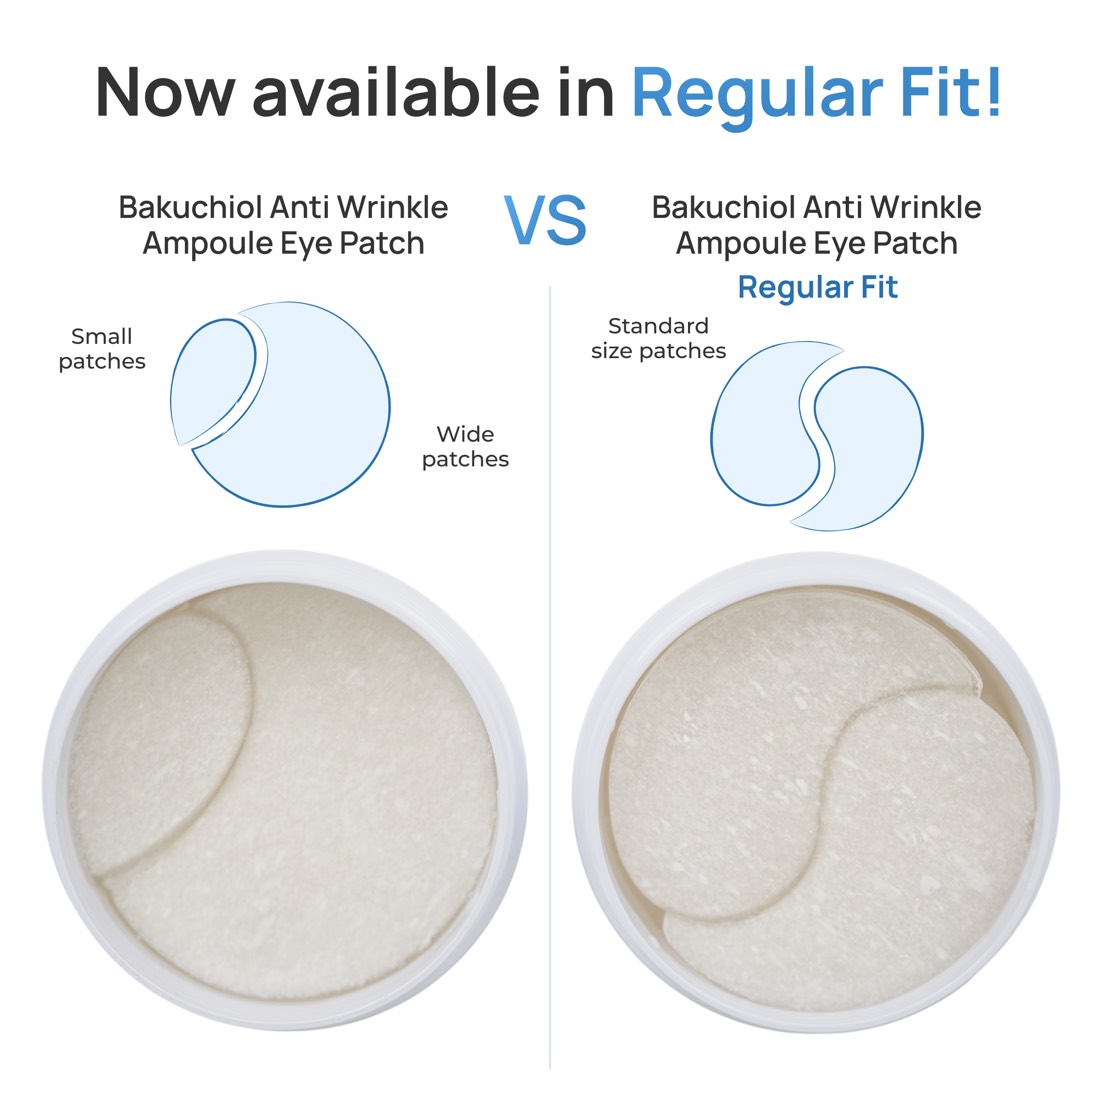 Now available in Regular Fit!
Bakuchiol Anti Wrinkle
Ampoule Eye Patch
VS
Bakuchiol Anti Wrinkle
Ampoule Eye Patch
Regular Fit
Small
patches
Wide
patches
Standard
size patches